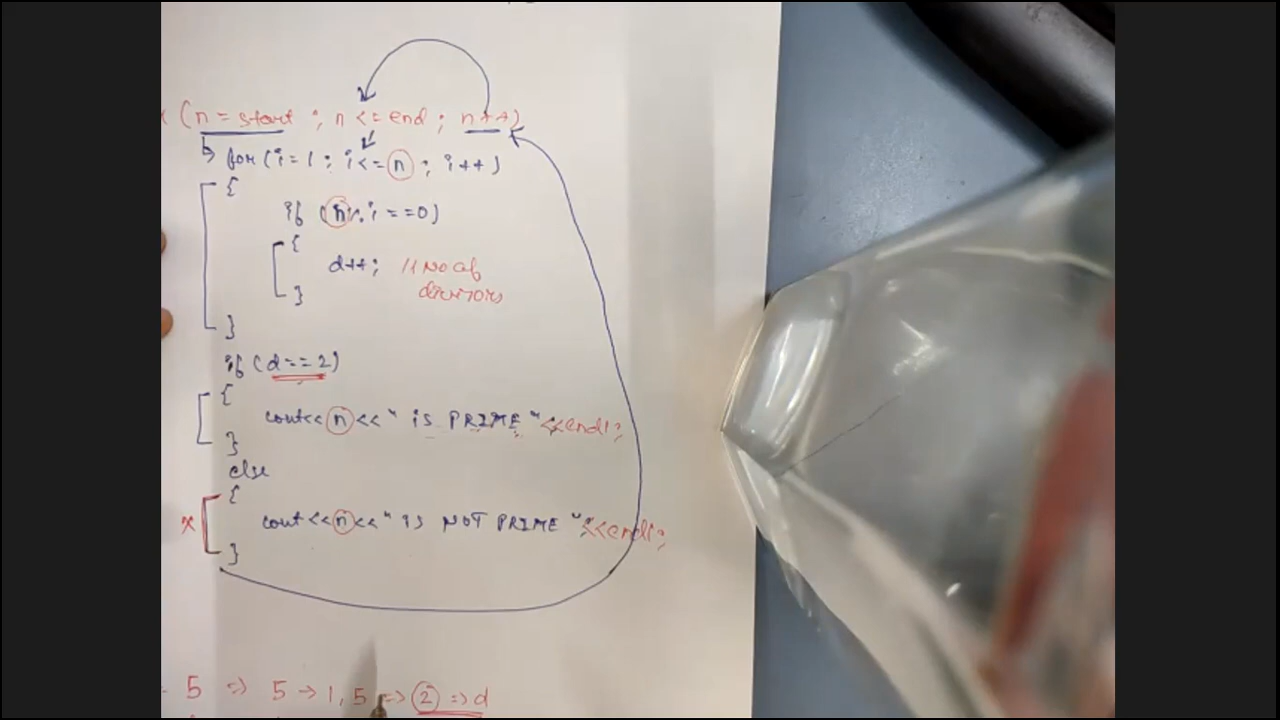 (n = start ; n <= end ; n++)
for (i = 1 ; i <= n ; i++)
{
if (n % i == 0)
{
d++; // No of
divisors
}
}
if (d == 2)
{
cout<< n <<" is PRIME "<<endl;
}
else
{
x
cout<< n <<" is NOT PRIME "<<endl;
}
5 => 5 → 1, 5 => 2 => d